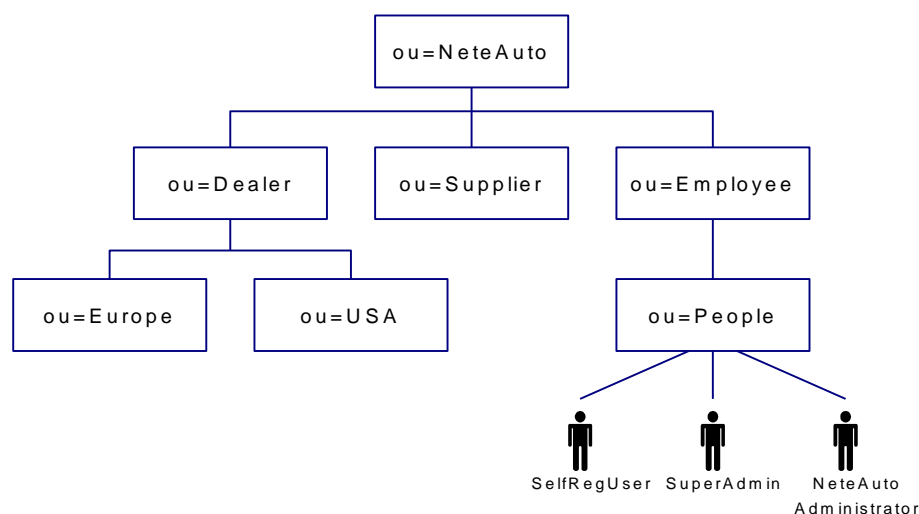 ou=NeteAuto
ou=Dealer
ou=Supplier
ou=Employee
ou=Europe
ou=USA
ou=People
SelfRegUser
SuperAdmin
NeteAuto
Administrator